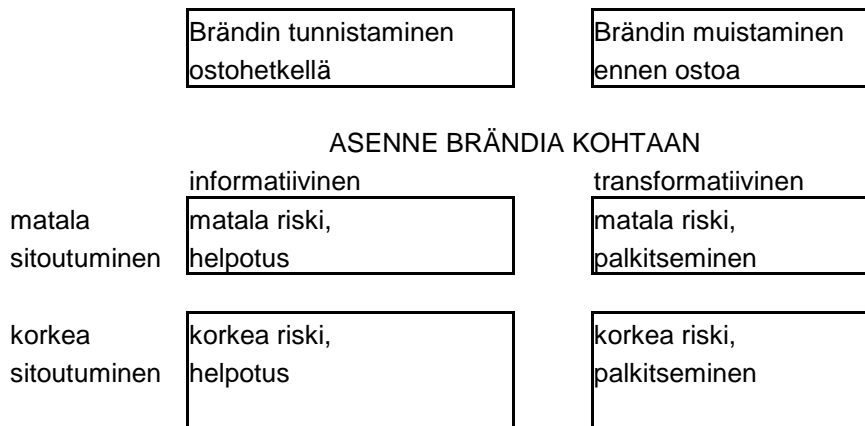 Brändin tunnistaminen Brändin muistaminen
ostohetkellä ennen ostoa
ASENNE BRÄNDIA KOHTAAN
informatiivinen transformatiivinen
matala matala riski, matala riski,
sitoutuminen helpotus palkitseminen
korkea korkea riski, korkea riski,
sitoutuminen helpotus palkitseminen